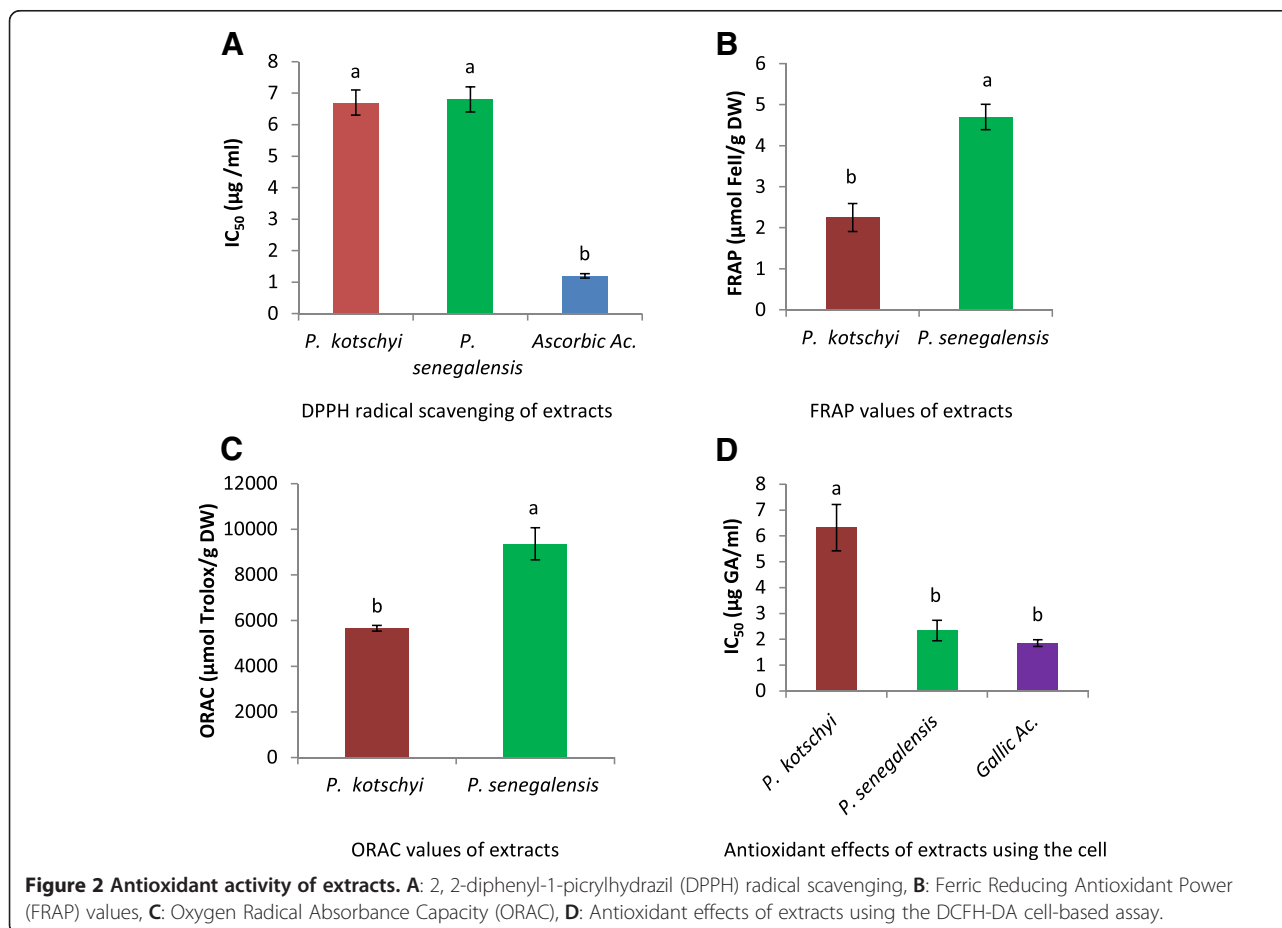 A
IC50 (µg /ml)
8
7
6
5
4
3
2
1
0
a
a
b
P. kotschyi
P. senegalensis
Ascorbic Ac.
DPPH radical scavenging of extracts
B
FRAP (µmol FeII/g DW)
6
5
4
3
2
1
0
b
a
P. kotschyi
P. senegalensis
FRAP values of extracts
C
ORAC (µmol Trolox/g DW)
12000
10000
8000
6000
4000
2000
0
b
a
P. kotschyi
P. senegalensis
ORAC values of extracts
D
IC50 (µg GA/ml)
8
7
6
5
4
3
2
1
0
a
b
b
P. kotschyi
P. senegalensis
Gallic Ac.
Antioxidant effects of extracts using the cell
Figure 2 Antioxidant activity of extracts. A: 2, 2-diphenyl-1-picrylhydrazil (DPPH) radical scavenging, B: Ferric Reducing Antioxidant Power
(FRAP) values, C: Oxygen Radical Absorbance Capacity (ORAC), D: Antioxidant effects of extracts using the DCFH-DA cell-based assay.